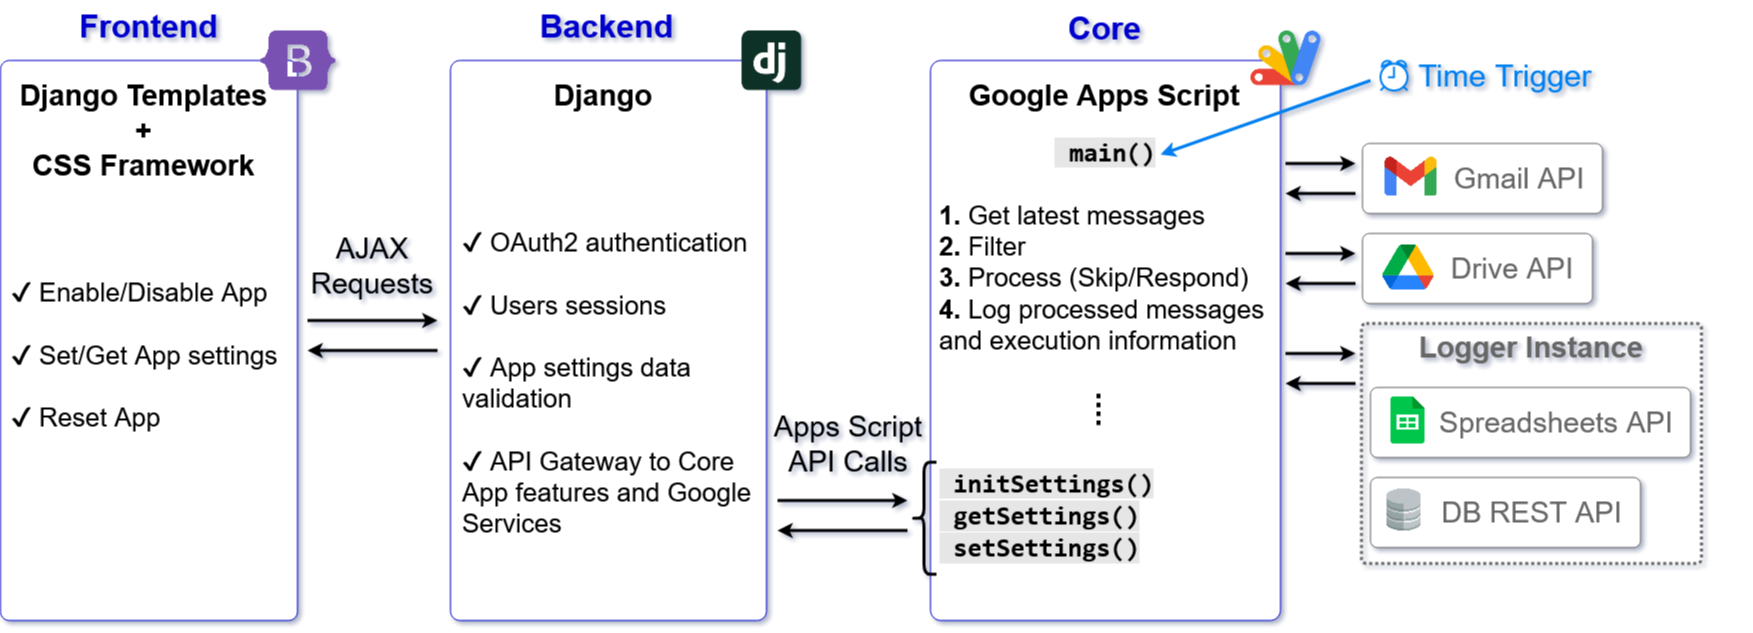 Frontend
B
Django Templates
+
CSS Framework
✓ Enable/Disable App
✓ Set/Get App settings
✓ Reset App
AJAX
Requests
Backend
dj
Django
✓ OAuth2 authentication
✓ Users sessions
✓ App settings data
validation
✓ API Gateway to Core
App features and Google
Services
Apps Script
API Calls
Core
Google Apps Script
main()
1. Get latest messages
2. Filter
3. Process (Skip/Respond)
4. Log processed messages
and execution information
initSettings()
getSettings()
setSettings()
Time Trigger
Gmail API
Drive API
Logger Instance
Spreadsheets API
DB REST API